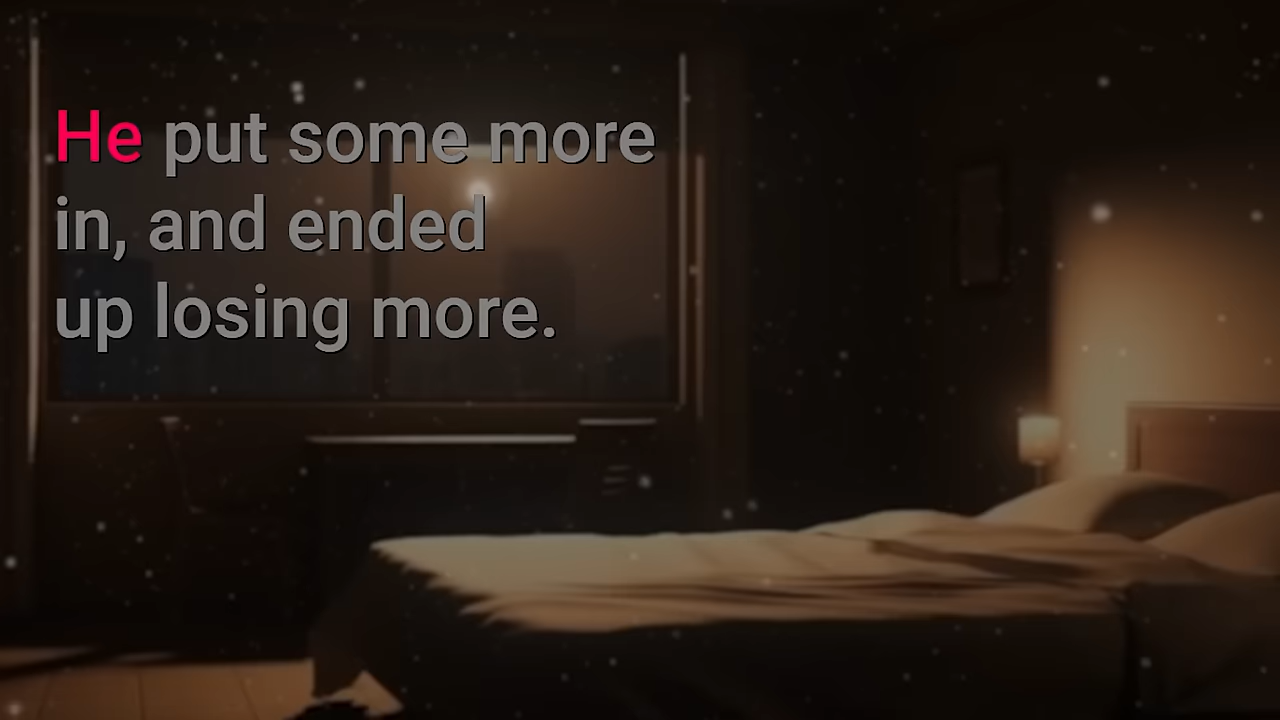 He put some more
in, and ended
up losing more.